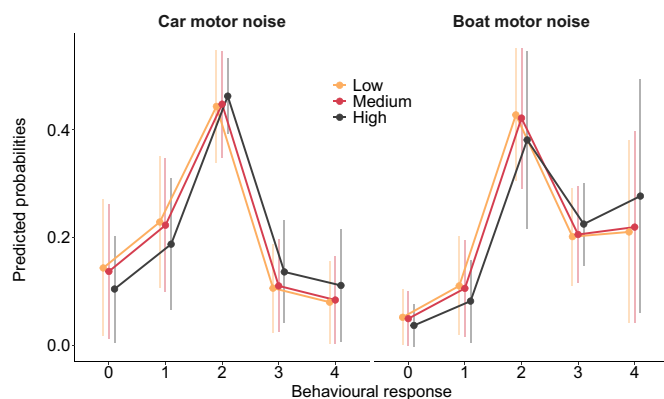 Car motor noise
Boat motor noise
Low
Medium
High
Predicted probabilities
0.4
0.2
0.0
0 1 2 3 4
0 1 2 3 4
Behavioural response